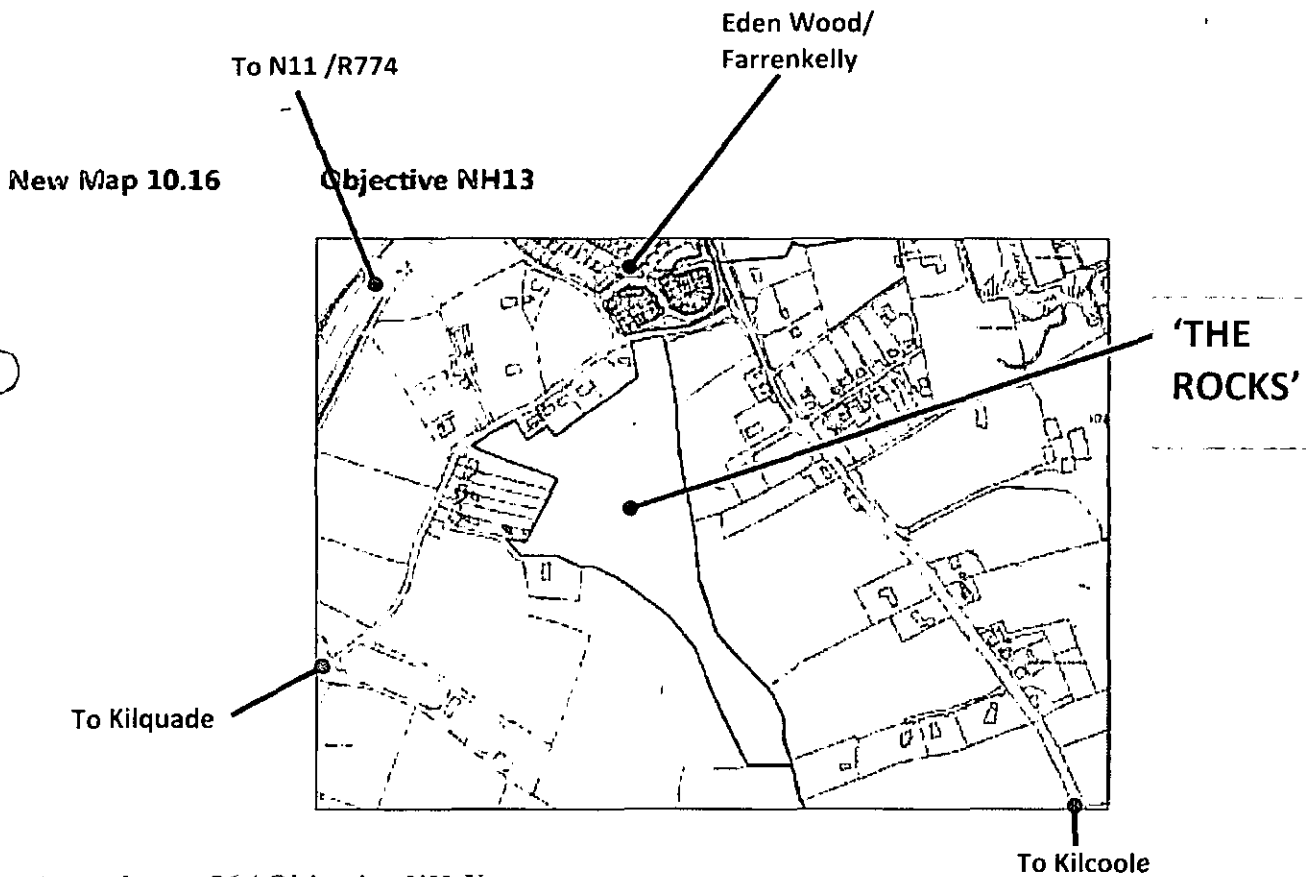 Eden Wood/
Farrenkelly
To N11 /R774
New Map 10.16 Objective NH13
'THE
ROCKS'
To Kilquade
To Kilcoole